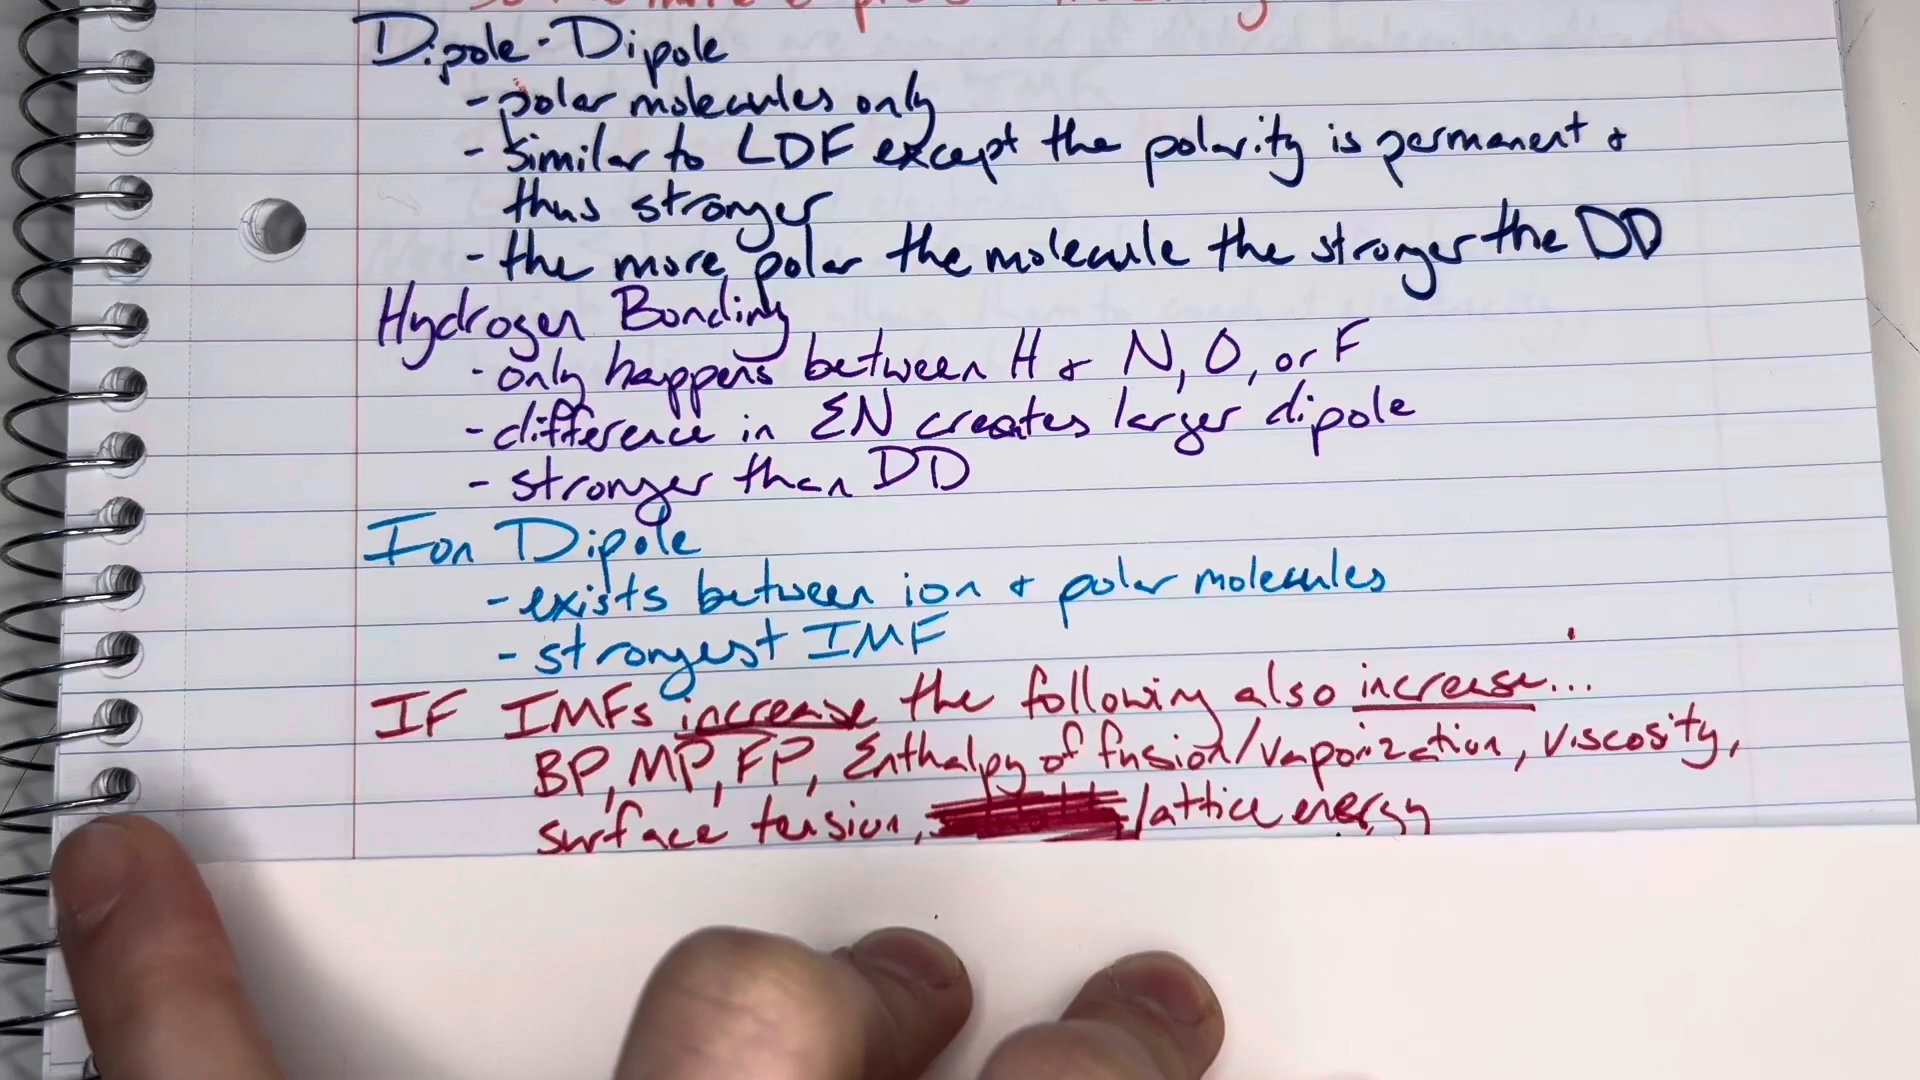 Dipole-Dipole
- polar molecules only
- similar to LDF except the polarity is permanent &
thus stronger
- the more polar the molecule the stronger the DD
Hydrogen Bonding
- only happens between H & N, O, or F
- difference in EN creates larger dipole
- stronger than DD
Ion Dipole
- exists between ion & polar molecules
- strongest IMF
IF IMFs increase the following also increase...
BP, MP, FP, Enthalpy of fusion/vaporization, viscosity,
surface tension, lattice energy